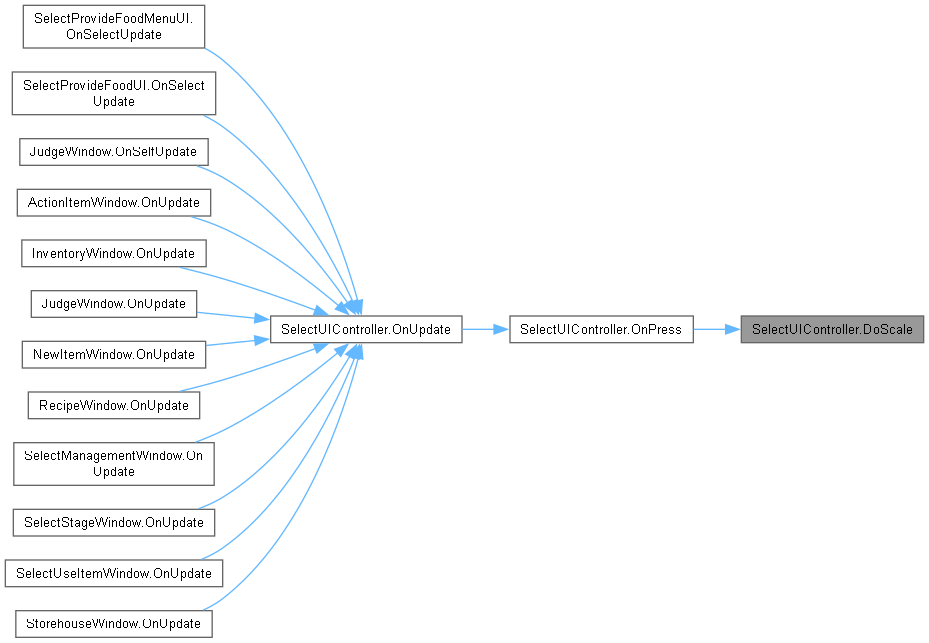 SelectProvideFoodMenuUI.
OnSelectUpdate
SelectProvideFoodUI.OnSelect
Update
JudgeWindow.OnSelfUpdate
ActionItemWindow.OnUpdate
InventoryWindow.OnUpdate
JudgeWindow.OnUpdate
NewItemWindow.OnUpdate
RecipeWindow.OnUpdate
SelectManagementWindow.On
Update
SelectStageWindow.OnUpdate
SelectUseItemWindow.OnUpdate
StorehouseWindow.OnUpdate
SelectUIController.OnUpdate
SelectUIController.OnPress
SelectUIController.DoScale